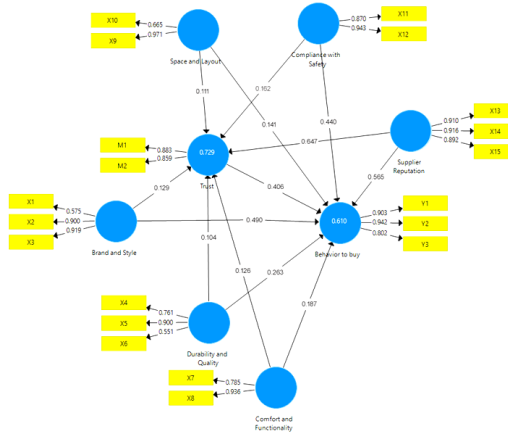 X10
0.665
X9
0.971
Space and Layout
X11
0.870
X12
0.943
Compliance with
Safety
0.111
0.162
0.141
0.440
0.647
X13
0.910
X14
0.916
X15
0.892
Supplier
Reputation
0.565
M1
0.883
M2
0.859
0.729
Trust
0.129
0.406
X1
0.575
X2
0.900
X3
0.919
Brand and Style
0.490
0.610
Behavior to buy
Y1
0.903
Y2
0.942
Y3
0.802
0.104
0.126
0.263
0.187
X4
0.761
X5
0.900
X6
0.551
Durability and
Quality
X7
0.785
X8
0.936
Comfort and
Functionality